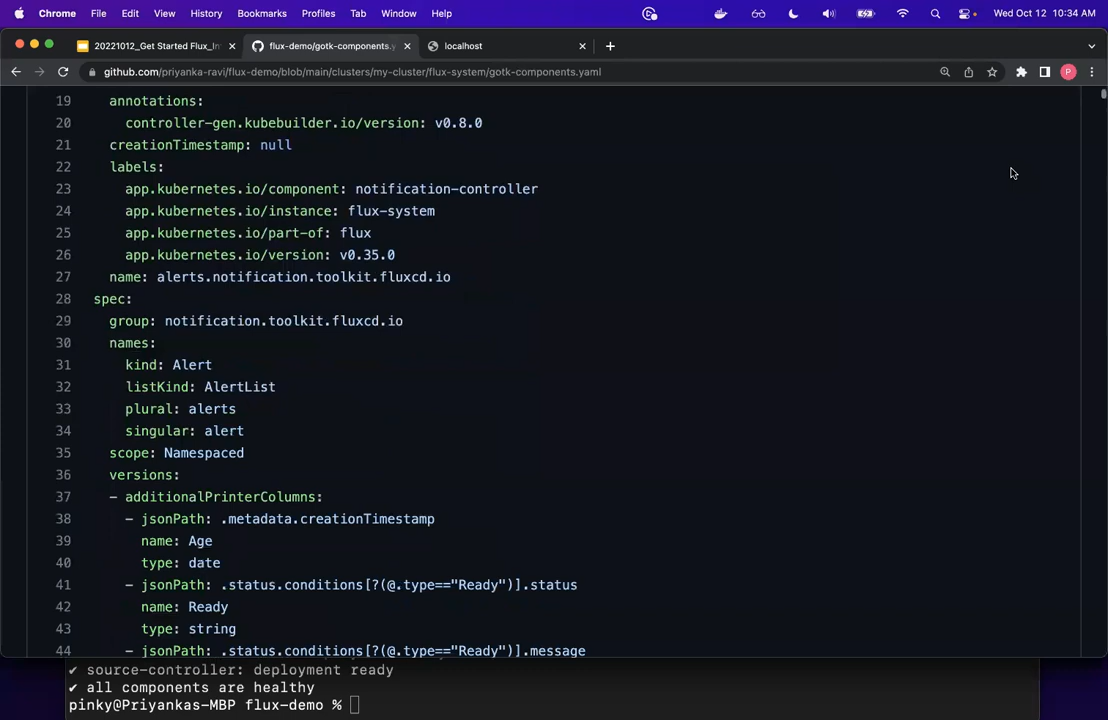 Chrome File Edit View History Bookmarks Profiles Tab Window Help Wed Oct 12 10:34 AM
20221012_Get Started Flux_In flux-demo/gotk-components.y localhost
github.com/priyanka-ravi/flux-demo/blob/main/clusters/my-cluster/flux-system/gotk-components.yaml P
19 annotations:
20 controller-gen.kubebuilder.io/version: v0.8.0
21 creationTimestamp: null
22 labels:
23 app.kubernetes.io/component: notification-controller
24 app.kubernetes.io/instance: flux-system
25 app.kubernetes.io/part-of: flux
26 app.kubernetes.io/version: v0.35.0
27 name: alerts.notification.toolkit.fluxcd.io
28 spec:
29 group: notification.toolkit.fluxcd.io
30 names:
31 kind: Alert
32 listKind: AlertList
33 plural: alerts
34 singular: alert
35 scope: Namespaced
36 versions:
37 - additionalPrinterColumns:
38 - jsonPath: .metadata.creationTimestamp
39 name: Age
40 type: date
41 - jsonPath: .status.conditions[?(@.type=="Ready")].status
42 name: Ready
43 type: string
44 - jsonPath: .status.conditions[?(@.type=="Ready")].message
✔ source-controller: deployment ready
✔ all components are healthy
pinky@Priyankas-MBP flux-demo %